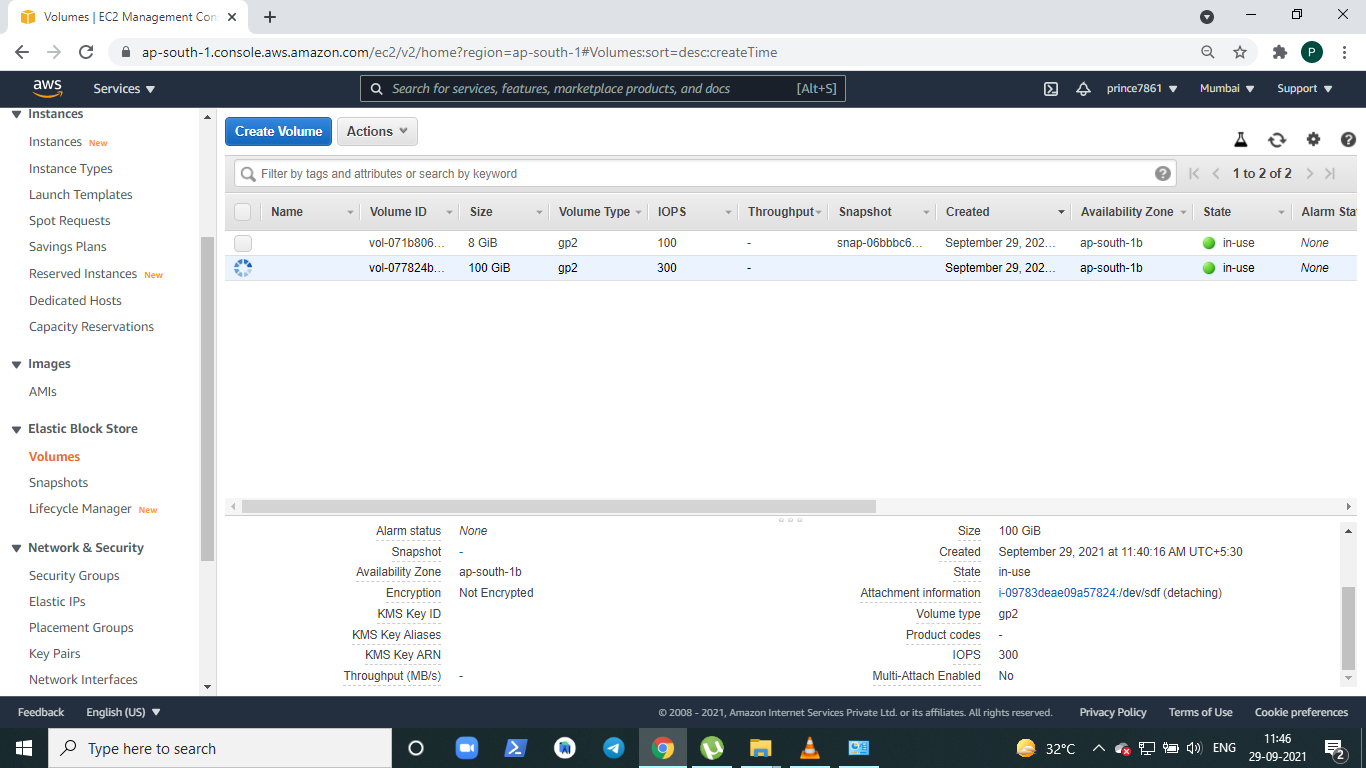 Volumes | EC2 Management Con
ap-south-1.console.aws.amazon.com/ec2/v2/home?region=ap-south-1#Volumes:sort=desc:createTime
P
aws Services Search for services, features, marketplace products, and docs [Alt+S] prince7861 Mumbai Support
Instances
Instances New
Instance Types
Launch Templates
Spot Requests
Savings Plans
Reserved Instances New
Dedicated Hosts
Capacity Reservations
Images
AMIs
Elastic Block Store
Volumes
Snapshots
Lifecycle Manager New
Network & Security
Security Groups
Elastic IPs
Placement Groups
Key Pairs
Network Interfaces
Create Volume Actions
Filter by tags and attributes or search by keyword 1 to 2 of 2
Name Volume ID Size Volume Type IOPS Throughput Snapshot Created Availability Zone State Alarm Sta
vol-071b806... 8 GiB gp2 100 - snap-06bbbc6... September 29, 202... ap-south-1b in-use None
vol-077824b... 100 GiB gp2 300 - September 29, 202... ap-south-1b in-use None
Alarm status None Size 100 GiB
Snapshot - Created September 29, 2021 at 11:40:16 AM UTC+5:30
Availability Zone ap-south-1b State in-use
Encryption Not Encrypted Attachment information i-09783deae09a57824:/dev/sdf (detaching)
KMS Key ID Volume type gp2
KMS Key Aliases Product codes -
KMS Key ARN IOPS 300
Throughput (MB/s) - Multi-Attach Enabled No
Feedback English (US) © 2008 - 2021, Amazon Internet Services Private Ltd. or its affiliates. All rights reserved. Privacy Policy Terms of Use Cookie preferences
Type here to search 32°C ENG 11:46
29-09-2021
2